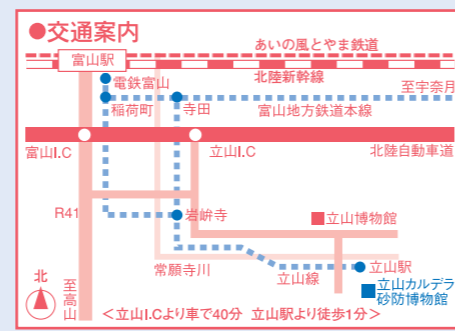 ●交通案内
あいの風とやま鉄道
富山駅
北陸新幹線
電鉄富山
至宇奈月
稲荷町
寺田
富山地方鉄道本線
富山I.C
立山I.C
北陸自動車道
R41
岩峅寺
立山博物館
常願寺川
立山線
立山駅
北
至高山
立山カルデラ
砂防博物館
<立山I.Cより車で40分 立山駅より徒歩1分>